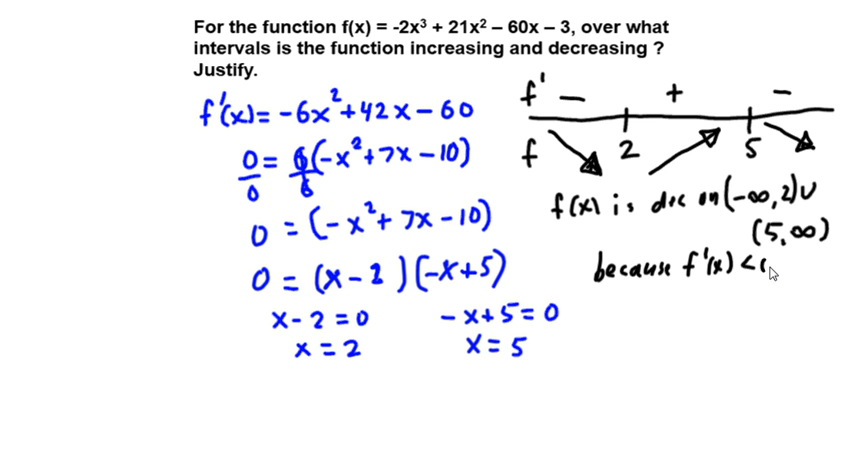 For the function f(x) = -2x³ + 21x² – 60x – 3, over what
intervals is the function increasing and decreasing ?
Justify.
f'(x) = -6x² + 42x - 60
0 = 6(-x² + 7x - 10)
6 6
0 = (-x² + 7x - 10)
0 = (x - 2)(-x + 5)
x - 2 = 0 -x + 5 = 0
x = 2 x = 5
f' - + -
f 2 5
f(x) is dec on (-∞, 2) ∪
(5, ∞)
because f'(x) <